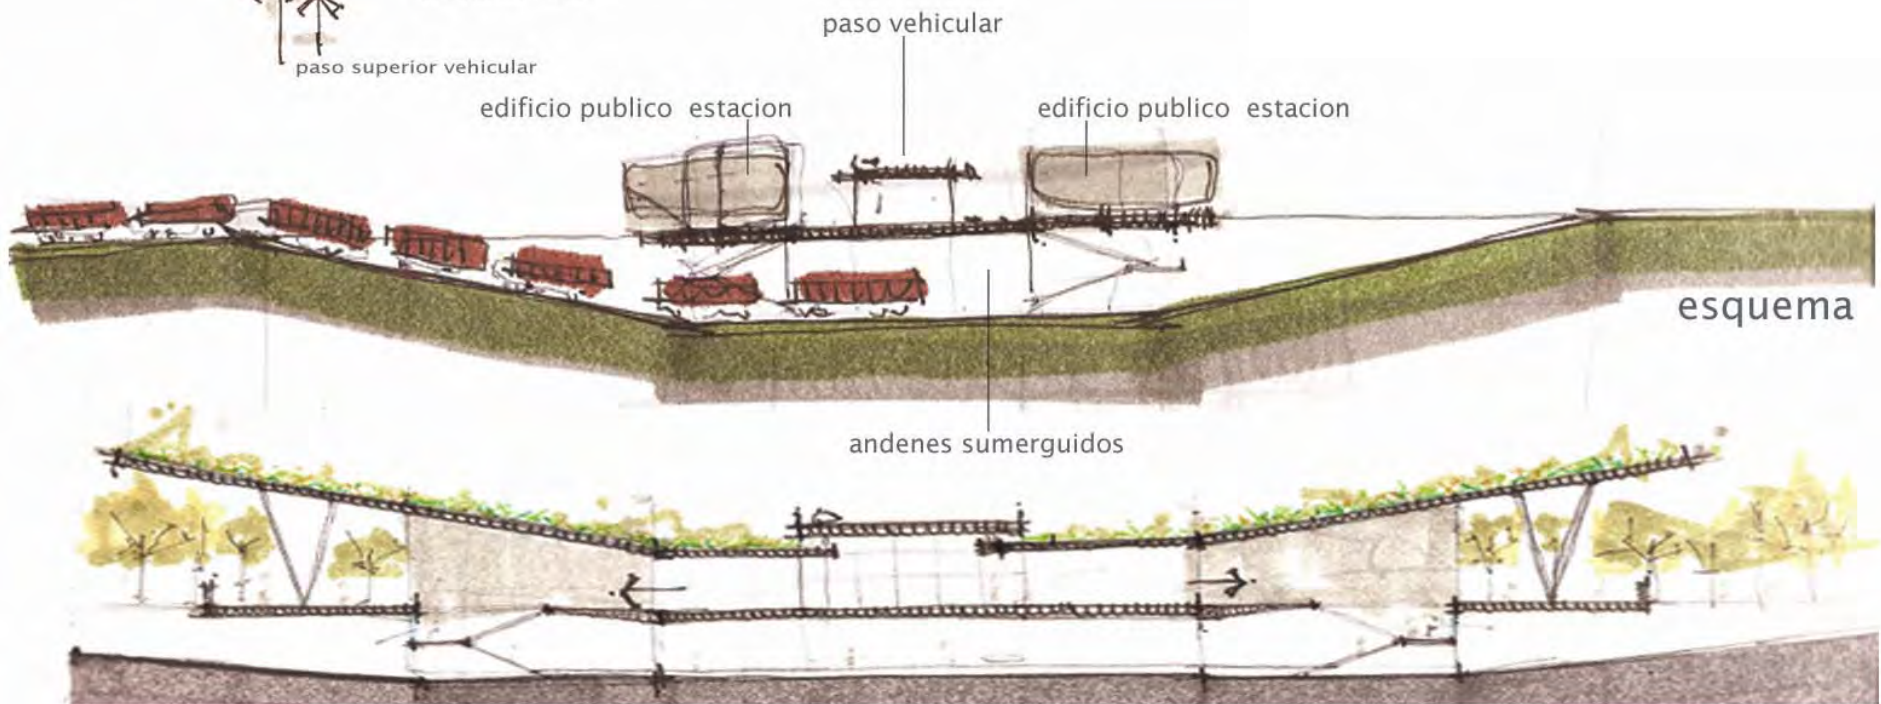 paso vehicular
paso superior vehicular
edificio publico estacion
edificio publico estacion
esquema
andenes sumerguidos